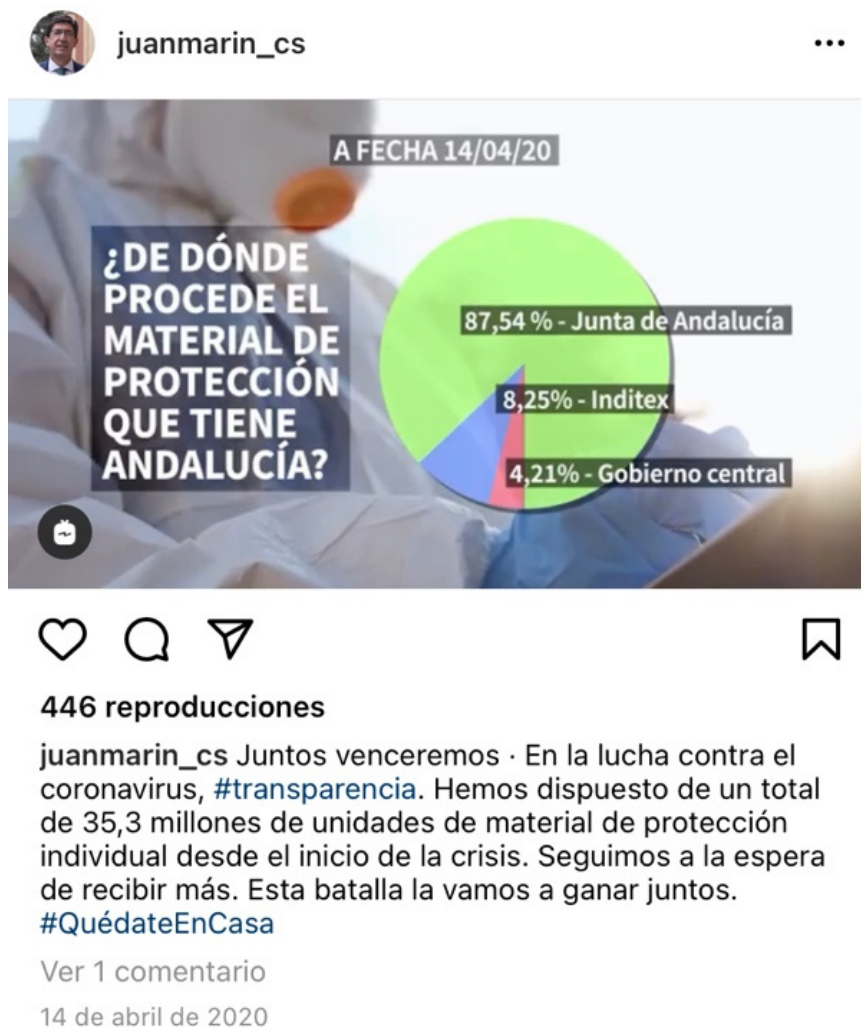 juanmarin_cs
A FECHA 14/04/20
¿DE DÓNDE
PROCEDE EL
MATERIAL DE
PROTECCIÓN
QUE TIENE
ANDALUCÍA?
87,54 % - Junta de Andalucía
8,25% - Inditex
4,21% - Gobierno central
446 reproducciones
juanmarin_cs Juntos venceremos · En la lucha contra el
coronavirus, #transparencia. Hemos dispuesto de un total
de 35,3 millones de unidades de material de protección
individual desde el inicio de la crisis. Seguimos a la espera
de recibir más. Esta batalla la vamos a ganar juntos.
#QuédateEnCasa
Ver 1 comentario
14 de abril de 2020